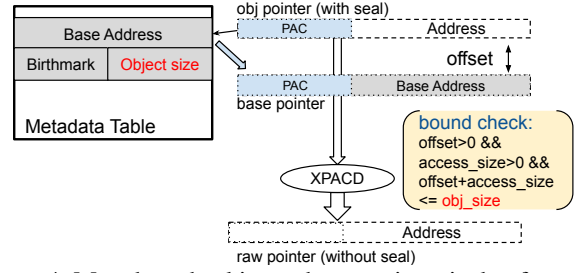 obj pointer (with seal)
Base Address
PAC
Address
Birthmark
Object size
offset
PAC
Base Address
base pointer
Metadata Table
bound check:
offset>0 &&
access_size>0 &&
offset+access_size
<= obj_size
XPACD
Address
raw pointer (without seal)